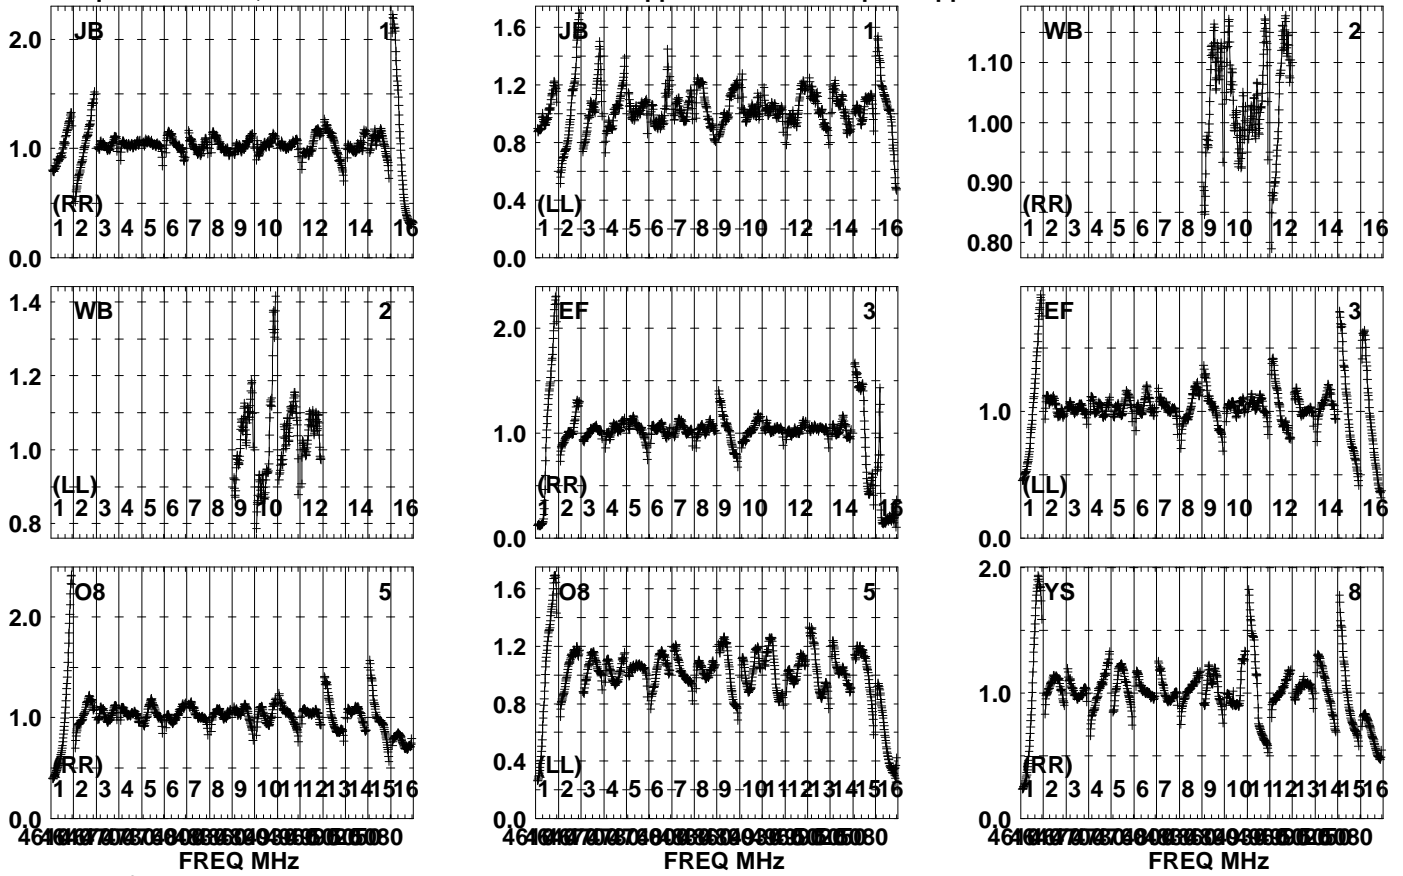 JB 1
2.0
1.0
0.0
(RR)
1 2 3 4 5 6 7 8 9 10 12 14 16
JB 1
1.6
1.2
0.8
0.4
0.0
(LL)
1 2 3 4 5 6 7 8 9 10 12 14 16
WB 2
1.10
1.00
0.90
0.80
(RR)
1 2 3 4 5 6 7 8 9 10 12 14 16
WB 2
1.4
1.2
1.0
0.8
(LL)
1 2 3 4 5 6 7 8 9 10 12 14 16
EF 3
2.0
1.0
0.0
(RR)
1 2 3 4 5 6 7 8 9 10 12 14 16
EF 3
1.0
0.0
(LL)
1 2 3 4 5 6 7 8 9 10 12 14 16
O8 5
2.0
1.0
0.0
(RR)
1 2 3 4 5 6 7 8 9 10 11 12 13 14 15 16
FREQ MHz
O8 5
1.6
1.2
0.8
0.4
0.0
(LL)
1 2 3 4 5 6 7 8 9 10 11 12 13 14 15 16
FREQ MHz
YS 8
2.0
1.0
0.0
(RR)
1 2 3 4 5 6 7 8 9 10 11 12 13 14 15 16
FREQ MHz